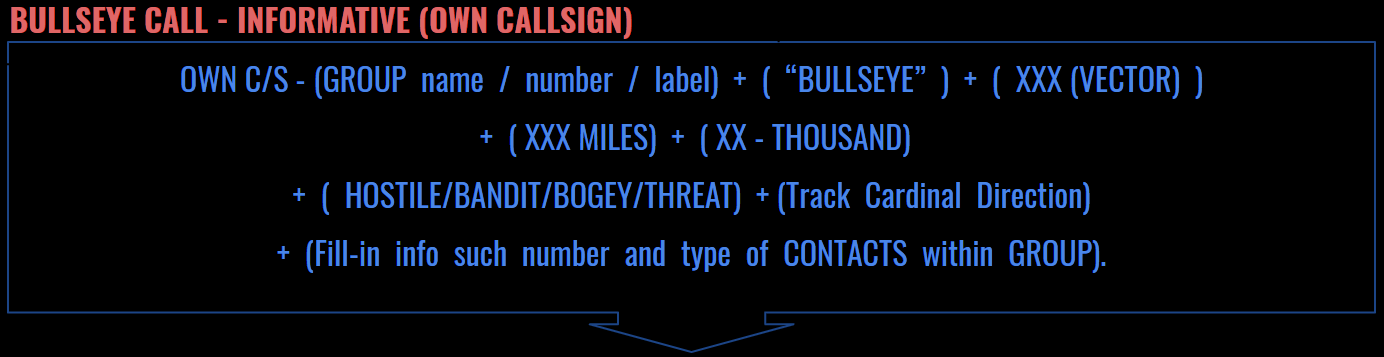 BULLSEYE CALL - INFORMATIVE (OWN CALLSIGN)
OWN C/S - (GROUP name / number / label) + ( “BULLSEYE” ) + ( XXX (VECTOR) )
+ ( XXX MILES) + ( XX - THOUSAND)
+ ( HOSTILE/BANDIT/BOGEY/THREAT) + (Track Cardinal Direction)
+ (Fill-in info such number and type of CONTACTS within GROUP).